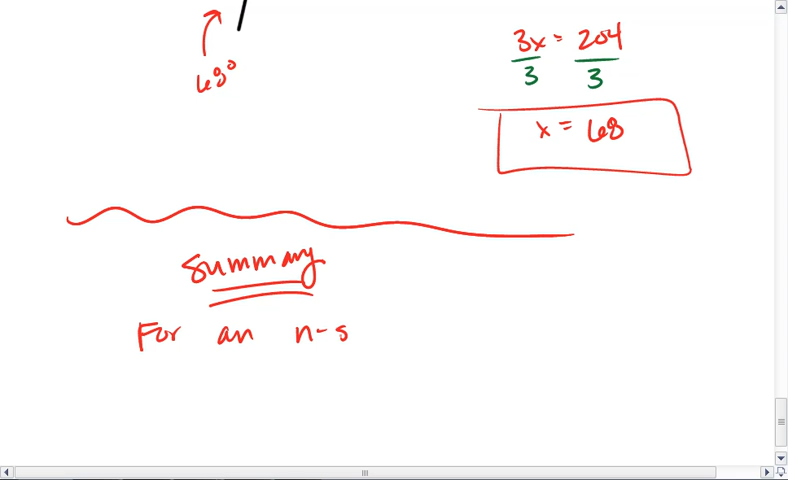 68°
3x = 204
3 3
x = 68
Summary
For an n-s